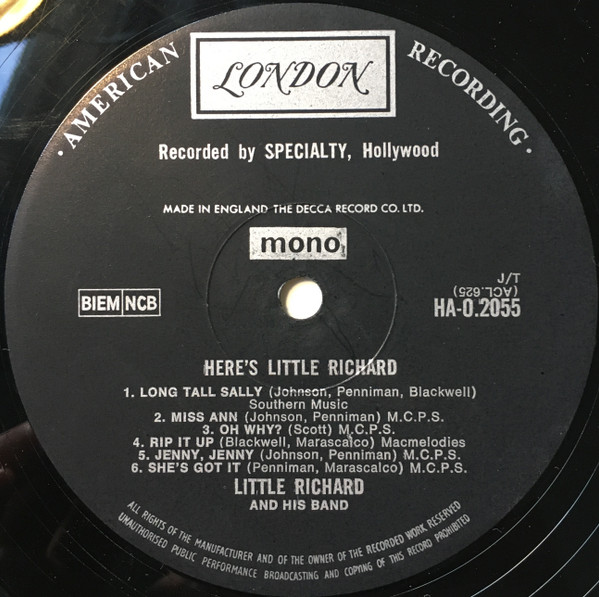 · AMERICAN RECORDING ·
LONDON
Recorded by SPECIALTY, Hollywood
MADE IN ENGLAND THE DECCA RECORD CO. LTD.
mono
BIEM NCB
J/T
(ACL.625)
HA-O.2055
HERE'S LITTLE RICHARD
1. LONG TALL SALLY (Johnson, Penniman, Blackwell)
Southern Music
2. MISS ANN (Johnson, Penniman) M.C.P.S.
3. OH WHY? (Scott) M.C.P.S.
4. RIP IT UP (Blackwell, Marascalco) Macmelodies
5. JENNY, JENNY (Johnson, Penniman) M.C.P.S.
6. SHE'S GOT IT (Penniman, Marascalco) M.C.P.S.
LITTLE RICHARD
AND HIS BAND
ALL RIGHTS OF THE MANUFACTURER AND OF THE OWNER OF THE RECORDED WORK RESERVED
UNAUTHORISED PUBLIC PERFORMANCE BROADCASTING AND COPYING OF THIS RECORD PROHIBITED